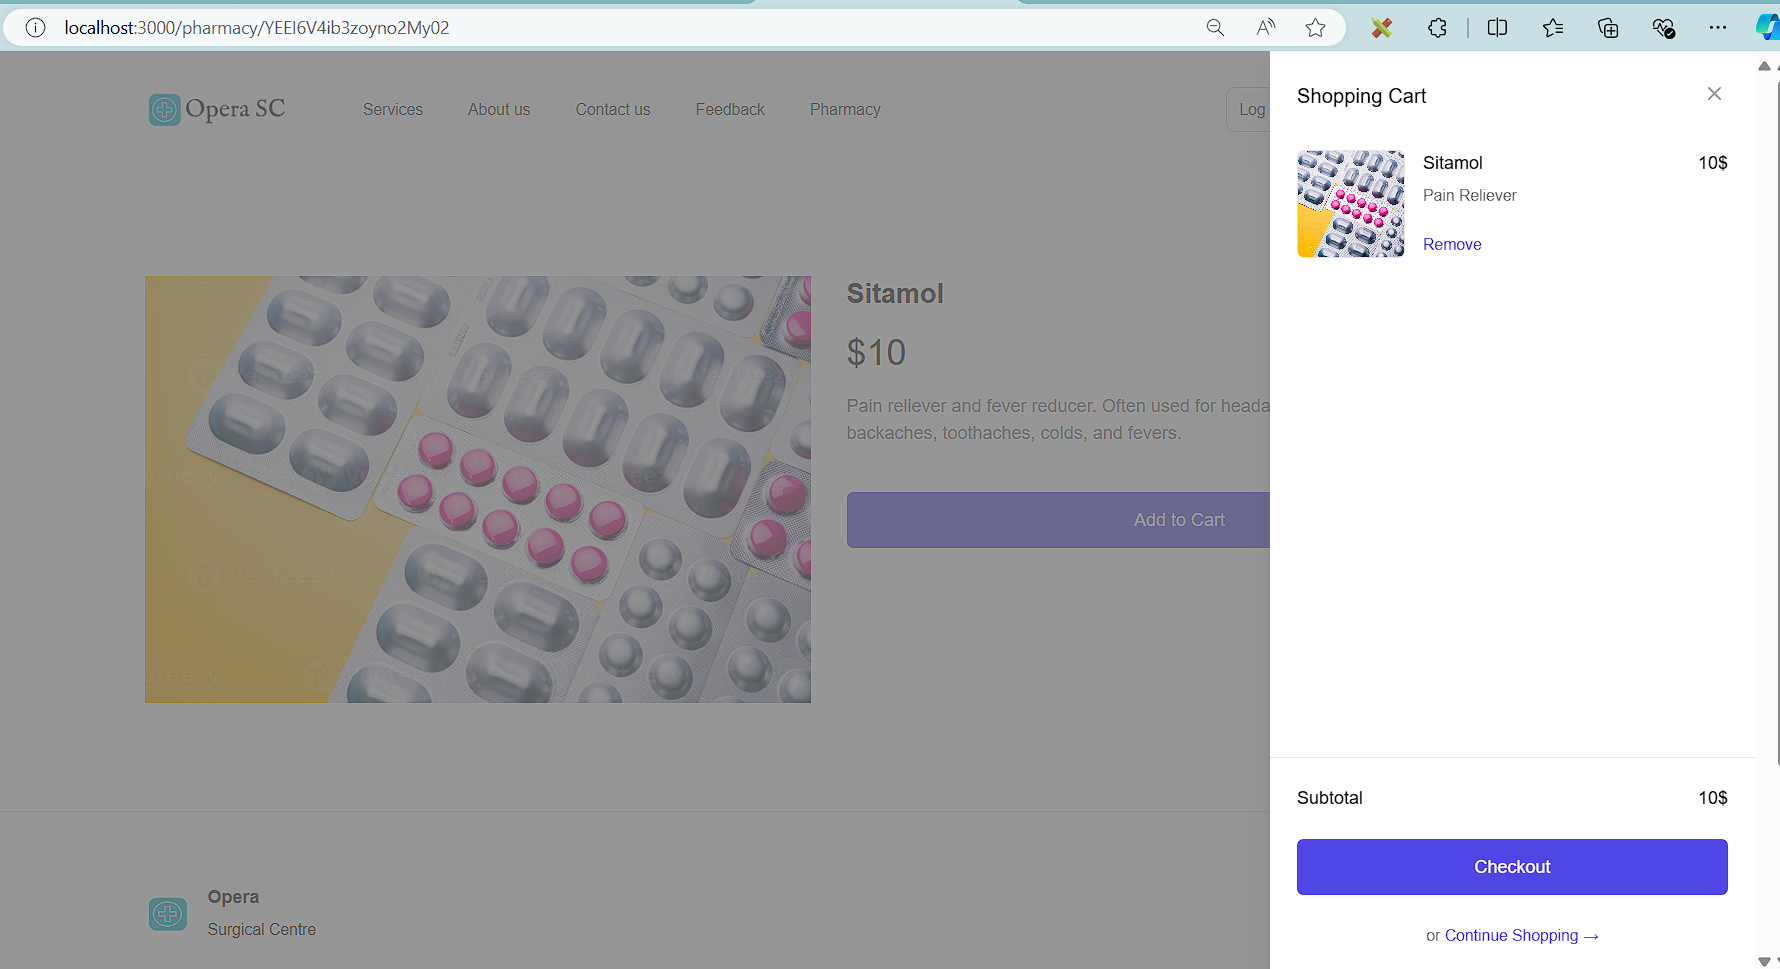 localhost:3000/pharmacy/YEEI6V4ib3zoyno2My02
Opera SC
Services
About us
Contact us
Feedback
Pharmacy
Log
Sitamol
$10
Pain reliever and fever reducer. Often used for heada
backaches, toothaches, colds, and fevers.
Add to Cart
Vecteezy
Opera
Surgical Centre
Shopping Cart
Sitamol
10$
Pain Reliever
Remove
Subtotal
10$
Checkout
or Continue Shopping →